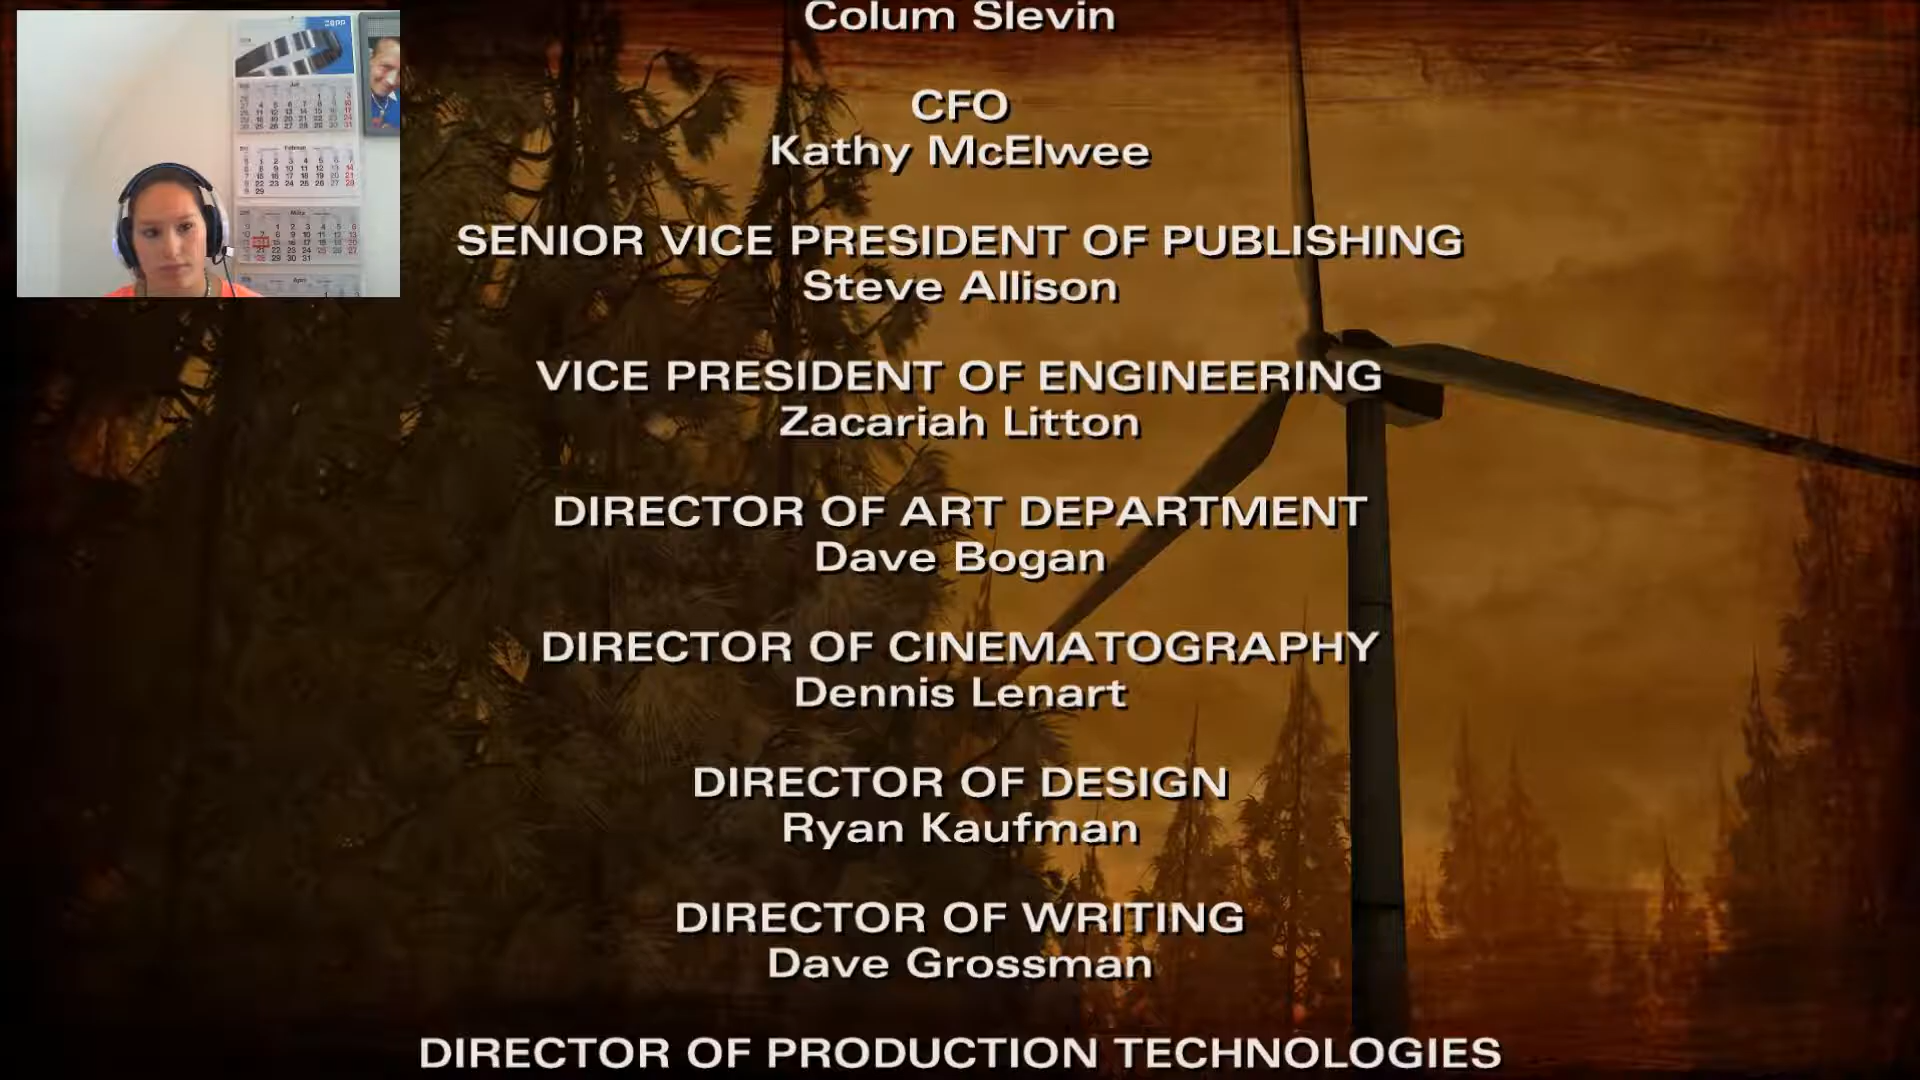 Colum Slevin
CFO
Kathy McElwee
SENIOR VICE PRESIDENT OF PUBLISHING
Steve Allison
VICE PRESIDENT OF ENGINEERING
Zacariah Litton
DIRECTOR OF ART DEPARTMENT
Dave Bogan
DIRECTOR OF CINEMATOGRAPHY
Dennis Lenart
DIRECTOR OF DESIGN
Ryan Kaufman
DIRECTOR OF WRITING
Dave Grossman
DIRECTOR OF PRODUCTION TECHNOLOGIES